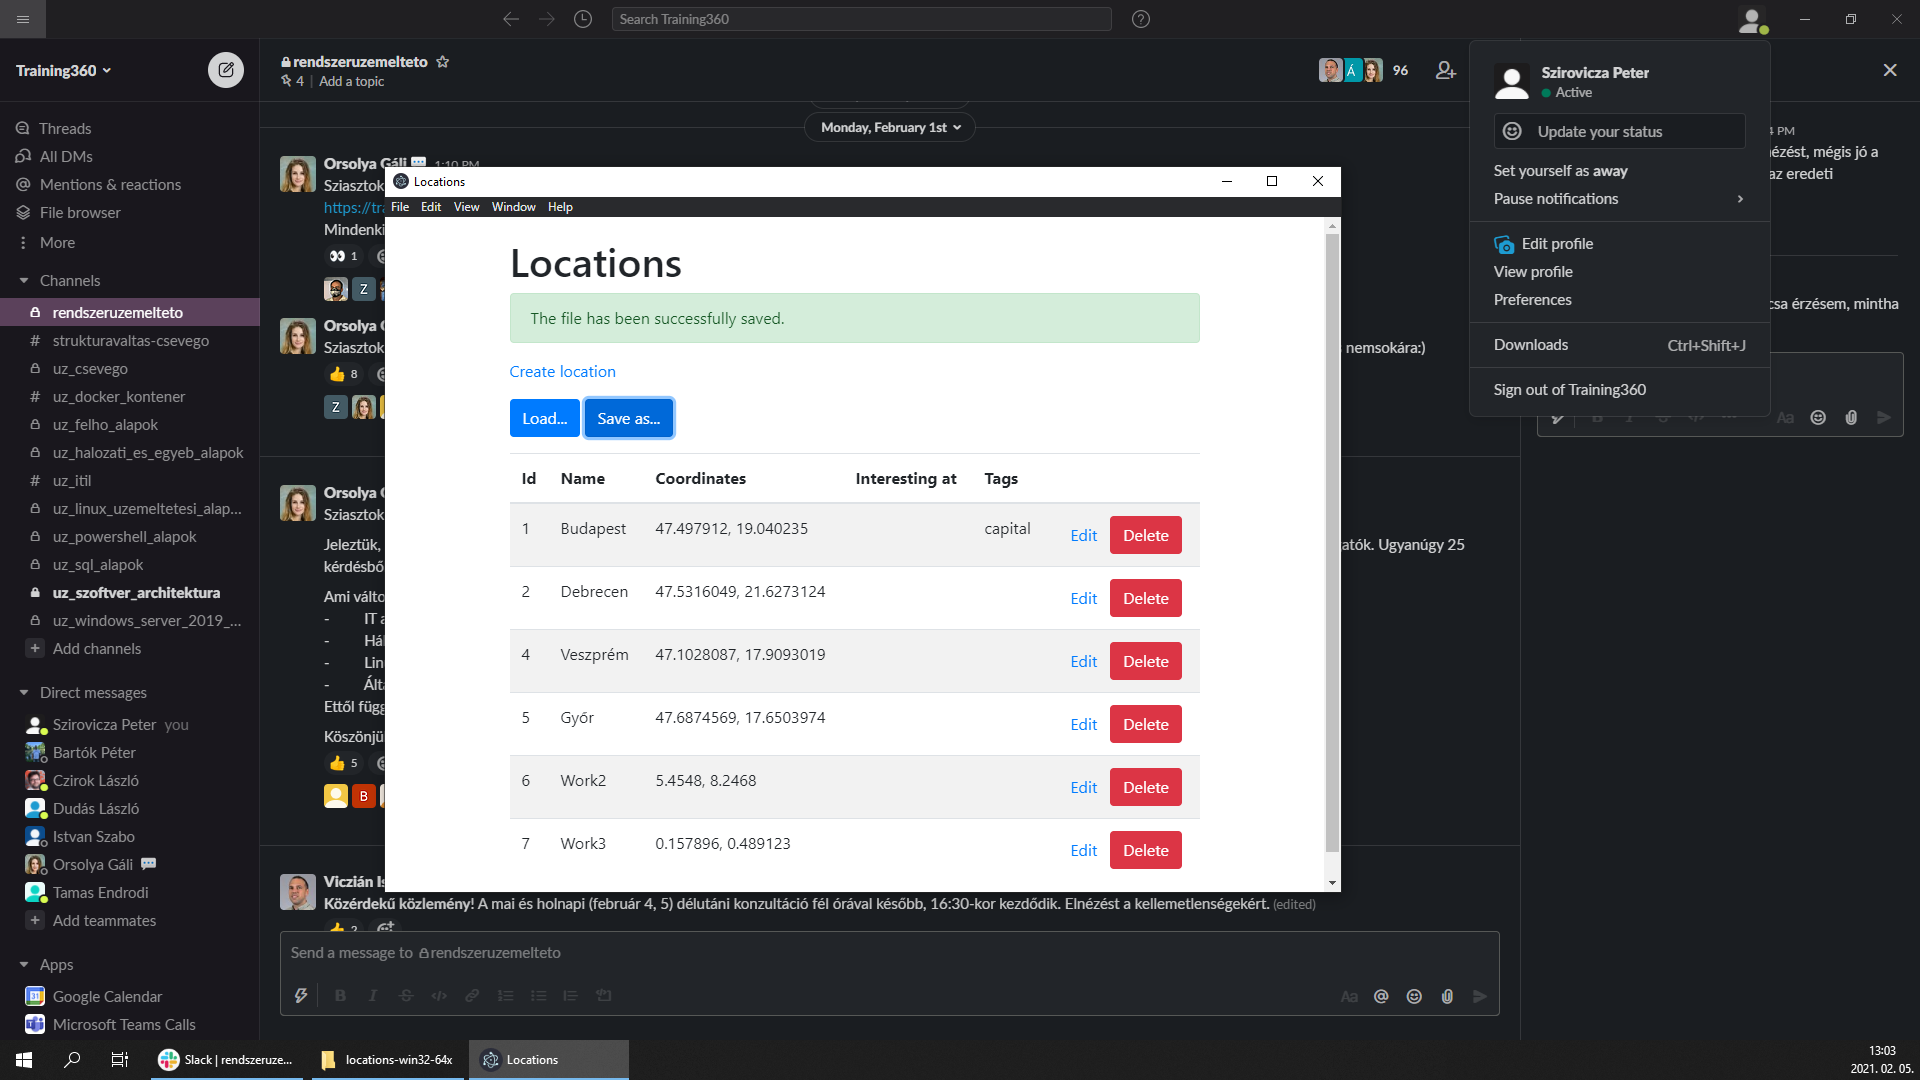 Search Training360
Training360
rendszeruzemelteto
4 | Add a topic
96
Threads
All DMs
Mentions & reactions
File browser
More
Channels
rendszeruzemelteto
strukturavaltas-csevego
uz_csevego
uz_docker_kontener
uz_felho_alapok
uz_halozati_es_egyeb_alapok
uz_itil
uz_linux_uzemeltetesi_alap...
uz_powershell_alapok
uz_sql_alapok
uz_szoftver_architektura
uz_windows_server_2019_...
Add channels
Direct messages
Szirovicza Peter you
Bartók Péter
Czirok László
Dudás László
Istvan Szabo
Orsolya Gáli
Tamas Endrodi
Add teammates
Apps
Google Calendar
Microsoft Teams Calls
Monday, February 1st
Orsolya Gáli 1:10 PM
Sziasztok
https://tr
Mindenki
1
Z
Orsolya
Sziasztok
nemsokára:)
8
Z
Orsolya
Sziasztok
Jeleztük,
atók. Ugyanúgy 25
kérdésbő
Ami válto
- IT a
- Hál
- Lin
- Ált
Ettől függ
Köszönjü
5
B
Viczián Is
Közérdekű közlemény! A mai és holnapi (február 4, 5) délutáni konzultáció fél órával később, 16:30-kor kezdődik. Elnézést a kellemetlenségekért. (edited)
2
Send a message to rendszeruzemelteto
Locations
File Edit View Window Help
Locations
The file has been successfully saved.
Create location
Load... Save as...
Id Name Coordinates Interesting at Tags
1 Budapest 47.497912, 19.040235 capital Edit Delete
2 Debrecen 47.5316049, 21.6273124 Edit Delete
4 Veszprém 47.1028087, 17.9093019 Edit Delete
5 Győr 47.6874569, 17.6503974 Edit Delete
6 Work2 5.4548, 8.2468 Edit Delete
7 Work3 0.157896, 0.489123 Edit Delete
Szirovicza Peter
Active
Update your status
Set yourself as away
Pause notifications
Edit profile
View profile
Preferences
Downloads Ctrl+Shift+J
Sign out of Training360
PM
ézést, mégis jó a
az eredeti
csa érzésem, mintha
Slack | rendszeruze...
locations-win32-64x
Locations
13:03
2021. 02. 05.